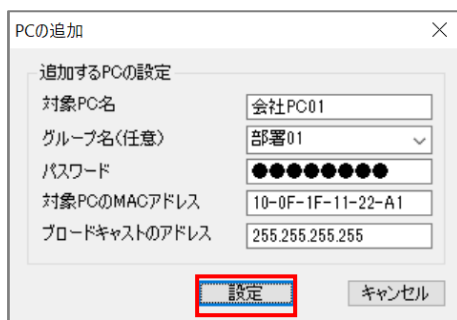 PCの追加
追加するPCの設定
対象PC名 会社PC01
グループ名(任意) 部署01
パスワード ●●●●●●●●
対象PCのMACアドレス 10-0F-1F-11-22-A1
ブロードキャストのアドレス 255.255.255.255
設定 キャンセル